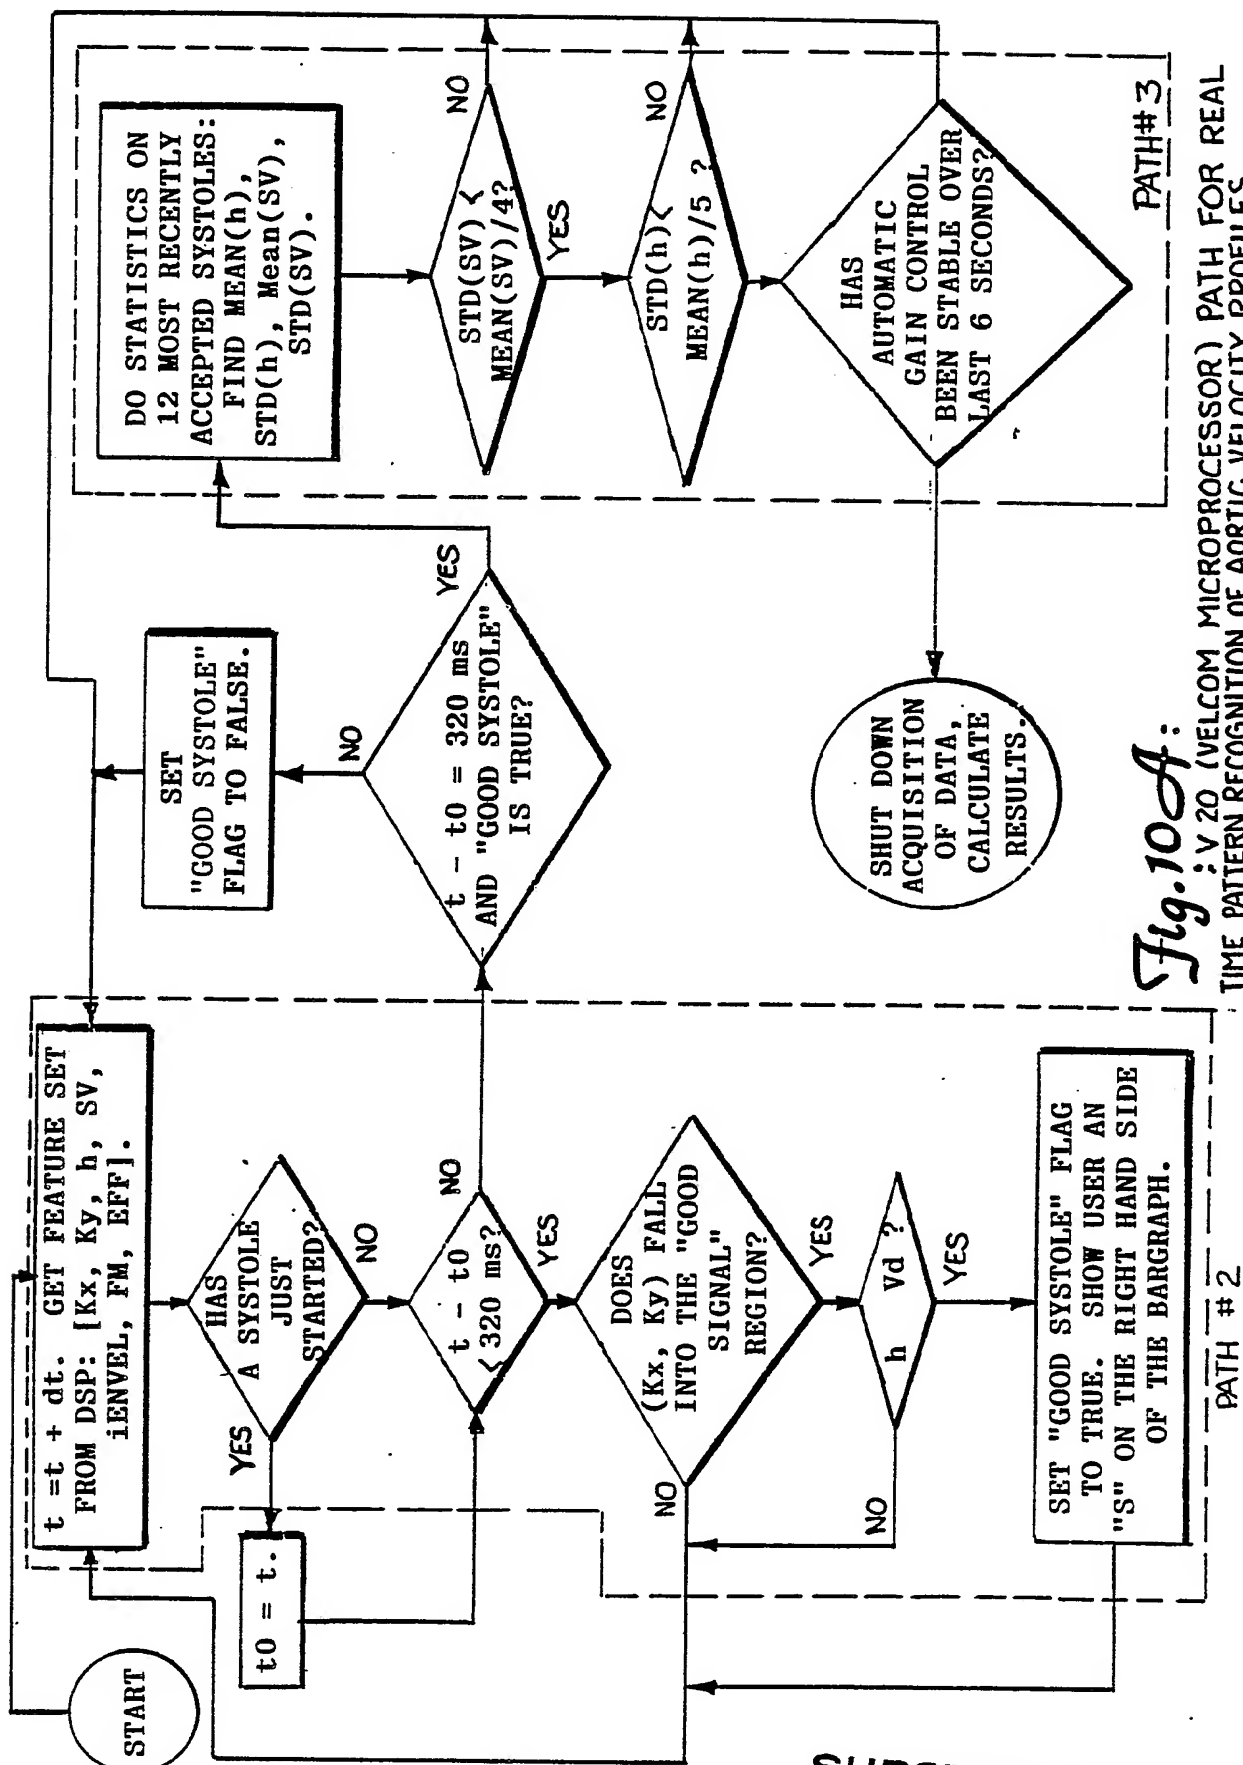 START
t =t + dt. GET FEATURE SET
FROM DSP: [Kx, Ky, h, SV,
iENVEL, FM, EFF].
HAS
A SYSTOLE
JUST
STARTED?
YES
NO
t0 = t.
t - t0
< 320 ms?
NO
YES
DOES
(Kx, Ky) FALL
INTO THE "GOOD
SIGNAL"
REGION?
NO
YES
h Vd ?
NO
YES
SET "GOOD SYSTOLE" FLAG
TO TRUE. SHOW USER AN
"S" ON THE RIGHT HAND SIDE
OF THE BARGRAPH.
PATH #2
SET
"GOOD SYSTOLE"
FLAG TO FALSE.
NO
t - t0 = 320 ms
AND "GOOD SYSTOLE"
IS TRUE?
YES
DO STATISTICS ON
12 MOST RECENTLY
ACCEPTED SYSTOLES:
FIND MEAN(h),
STD(h), Mean(SV),
STD(SV).
STD(SV) <
MEAN(SV)/4?
NO
YES
STD(h) <
MEAN(h)/5 ?
NO
HAS
AUTOMATIC
GAIN CONTROL
BEEN STABLE OVER
LAST 6 SECONDS?
PATH# 3
SHUT DOWN
ACQUISITION
OF DATA,
CALCULATE
RESULTS.
Fig.10A:
: V 20 (VELCOM MICROPROCESSOR) PATH FOR REAL
TIME PATTERN RECOGNITION OF AORTIC VELOCITY PROFILES